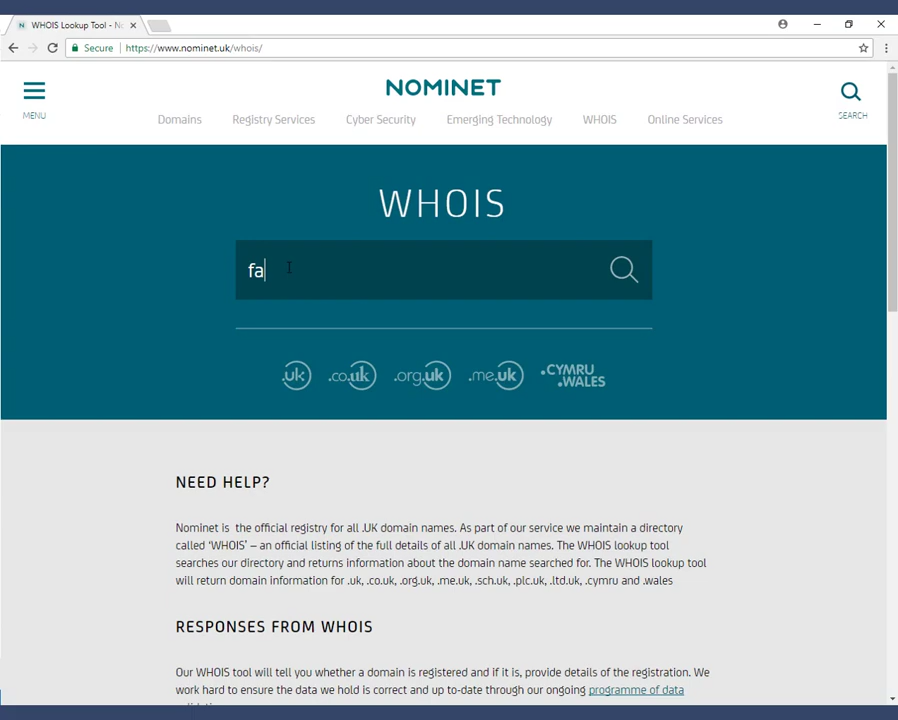 WHOIS Lookup Tool - No
Secure
https://www.nominet.uk/whois/
NOMINET
MENU
SEARCH
Domains Registry Services Cyber Security Emerging Technology WHOIS Online Services
WHOIS
fa
.uk .co.uk .org.uk .me.uk .CYMRU
.WALES
NEED HELP?
Nominet is the official registry for all .UK domain names. As part of our service we maintain a directory
called ‘WHOIS’ – an official listing of the full details of all .UK domain names. The WHOIS lookup tool
searches our directory and returns information about the domain name searched for. The WHOIS lookup tool
will return domain information for .uk, .co.uk, .org.uk, .me.uk, .sch.uk, .plc.uk, .ltd.uk, .cymru and .wales
RESPONSES FROM WHOIS
Our WHOIS tool will tell you whether a domain is registered and if it is, provide details of the registration. We
work hard to ensure the data we hold is correct and up to-date through our ongoing programme of data